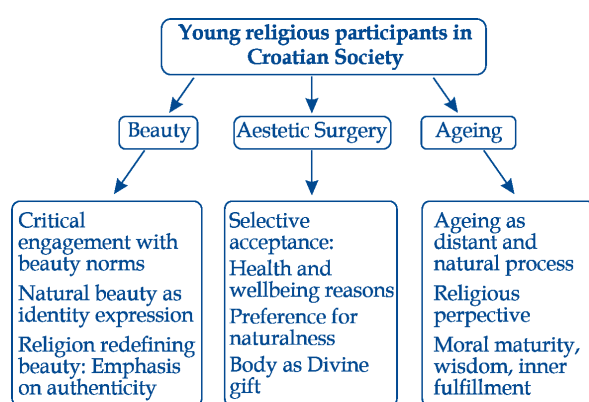 Young religious participants in
Croatian Society
Beauty
Aestetic Surgery
Ageing
Critical
engagement with
beauty norms
Natural beauty as
identity expression
Religion redefining
beauty: Emphasis
on authenticity
Selective
acceptance:
Health and
wellbeing reasons
Preference for
naturalness
Body as Divine
gift
Ageing as
distant and
natural process
Religious
perpective
Moral maturity,
wisdom, inner
fulfillment